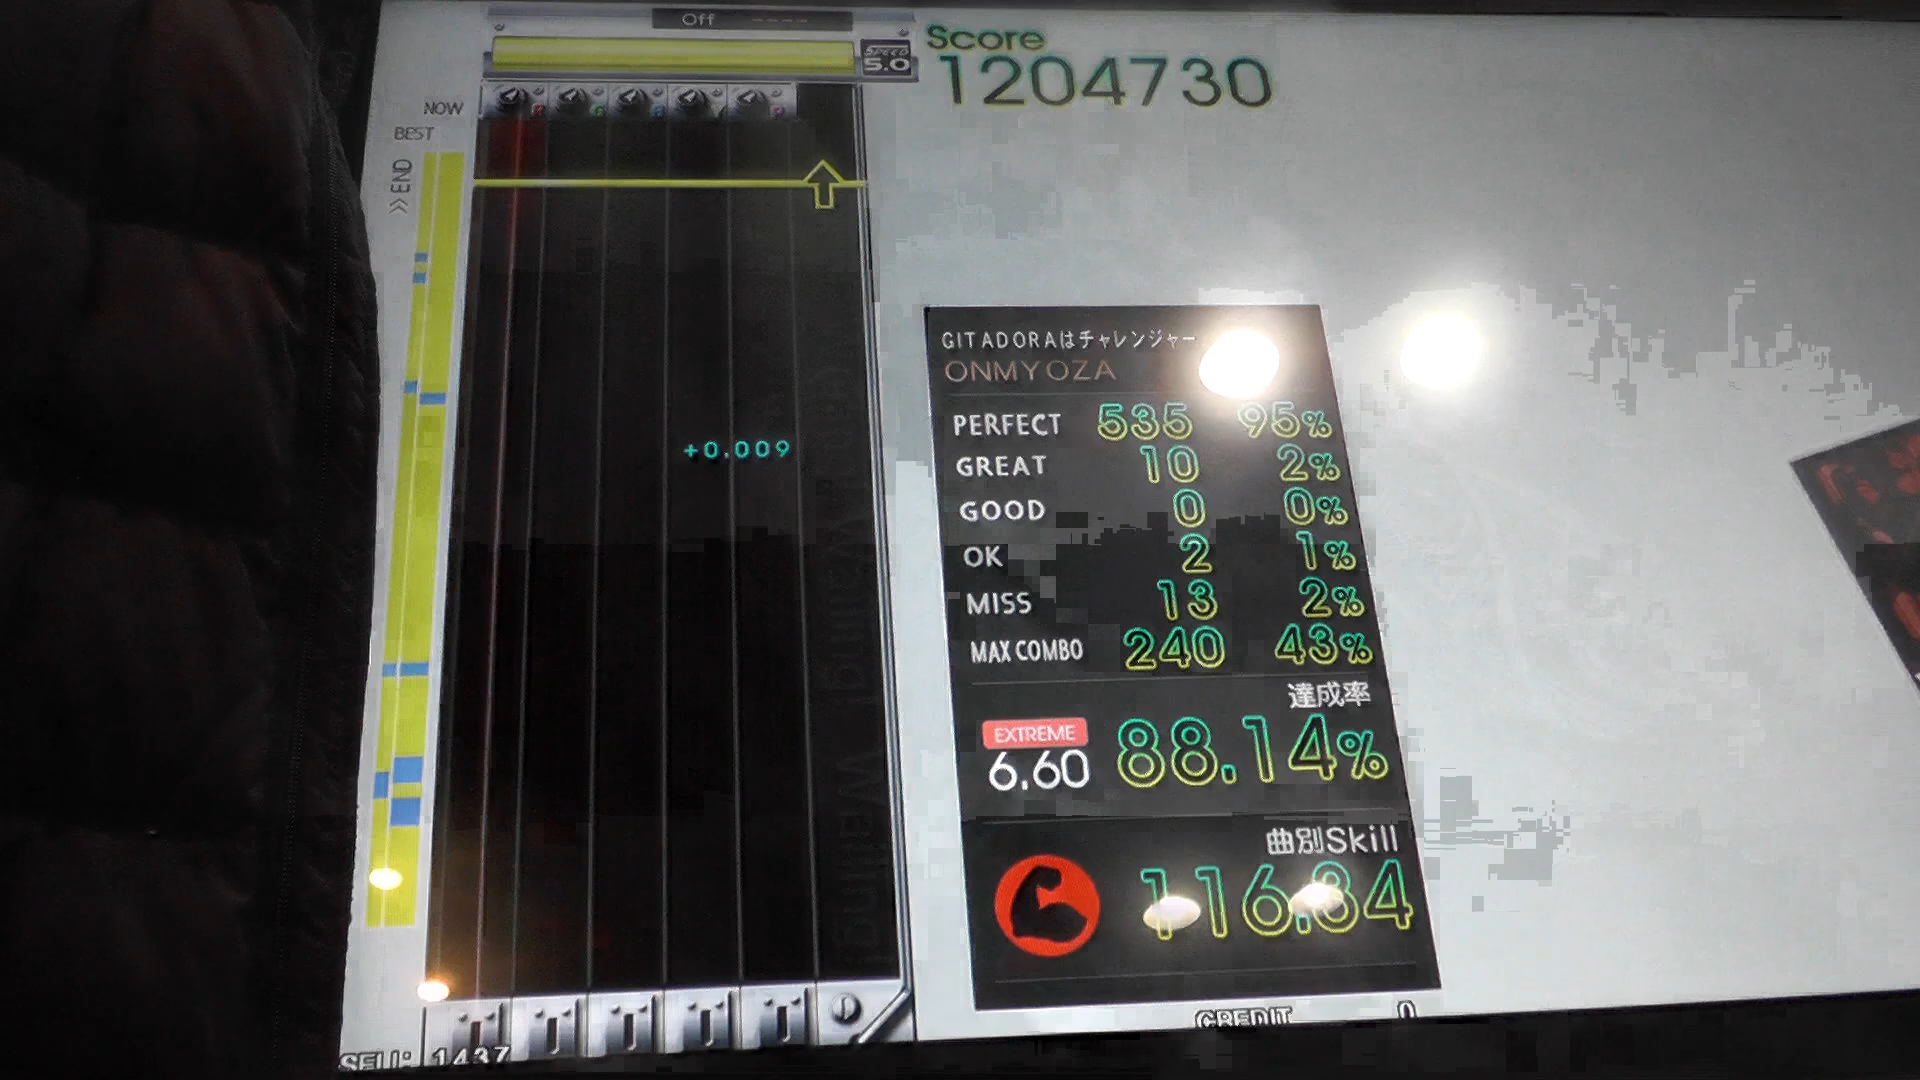 Off ----
SPEED
5.0
Score
1204730
NOW
BEST
>> END
+0.009
GITADORAはチャレンジャー
ONMYOZA
PERFECT 535 95%
GREAT 10 2%
GOOD 0 0%
OK 2 1%
MISS 13 2%
MAX COMBO 240 43%
達成率
EXTREME
6.60 88.14%
曲別Skill
116.34
CREDIT 0
1437